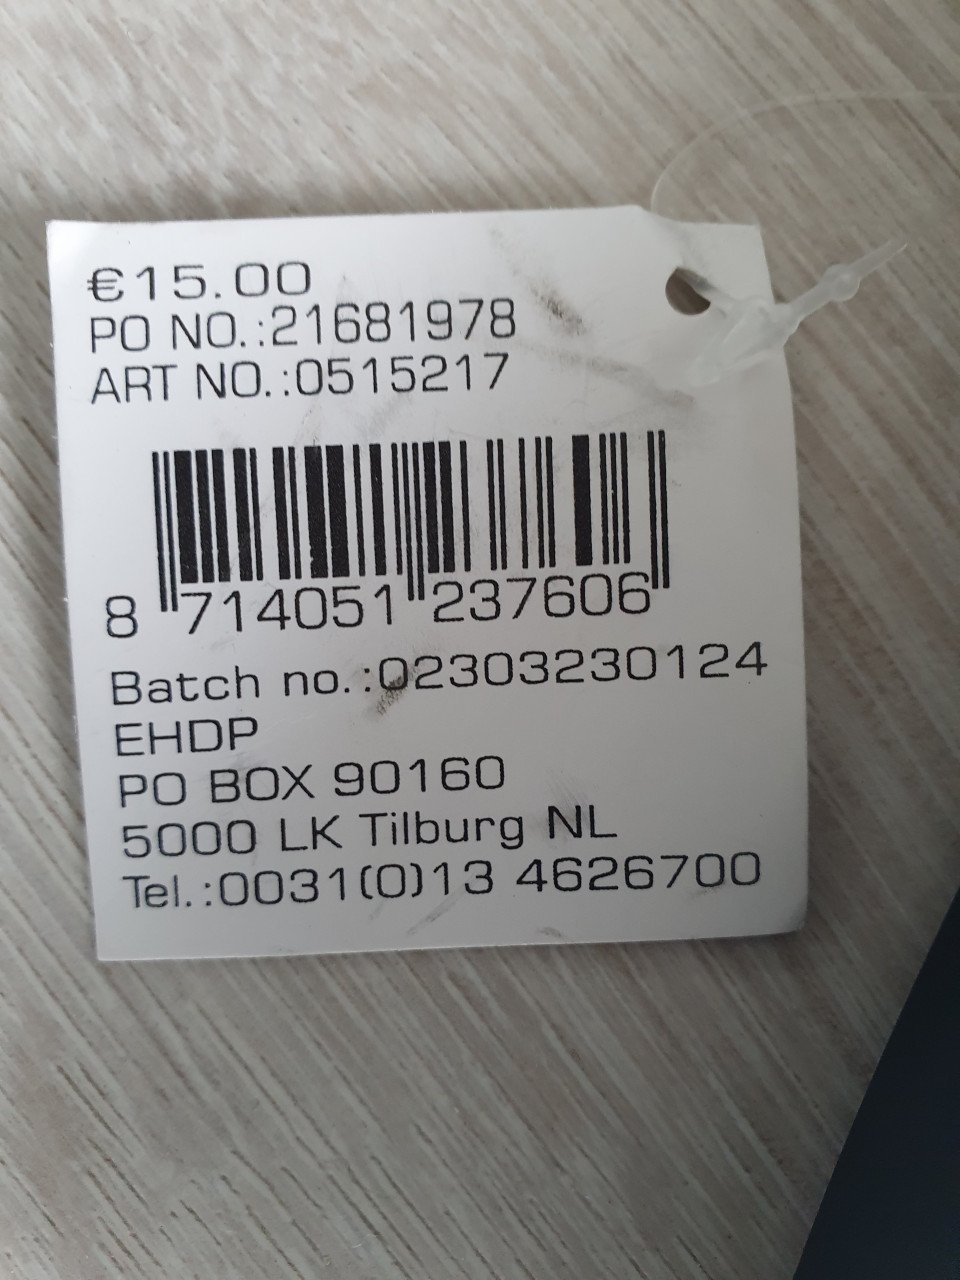 €15.00
PO NO.:21681978
ART NO.:0515217
8 714051 237606
Batch no.:02303230124
EHDP
PO BOX 90160
5000 LK Tilburg NL
Tel.:0031(0)13 4626700